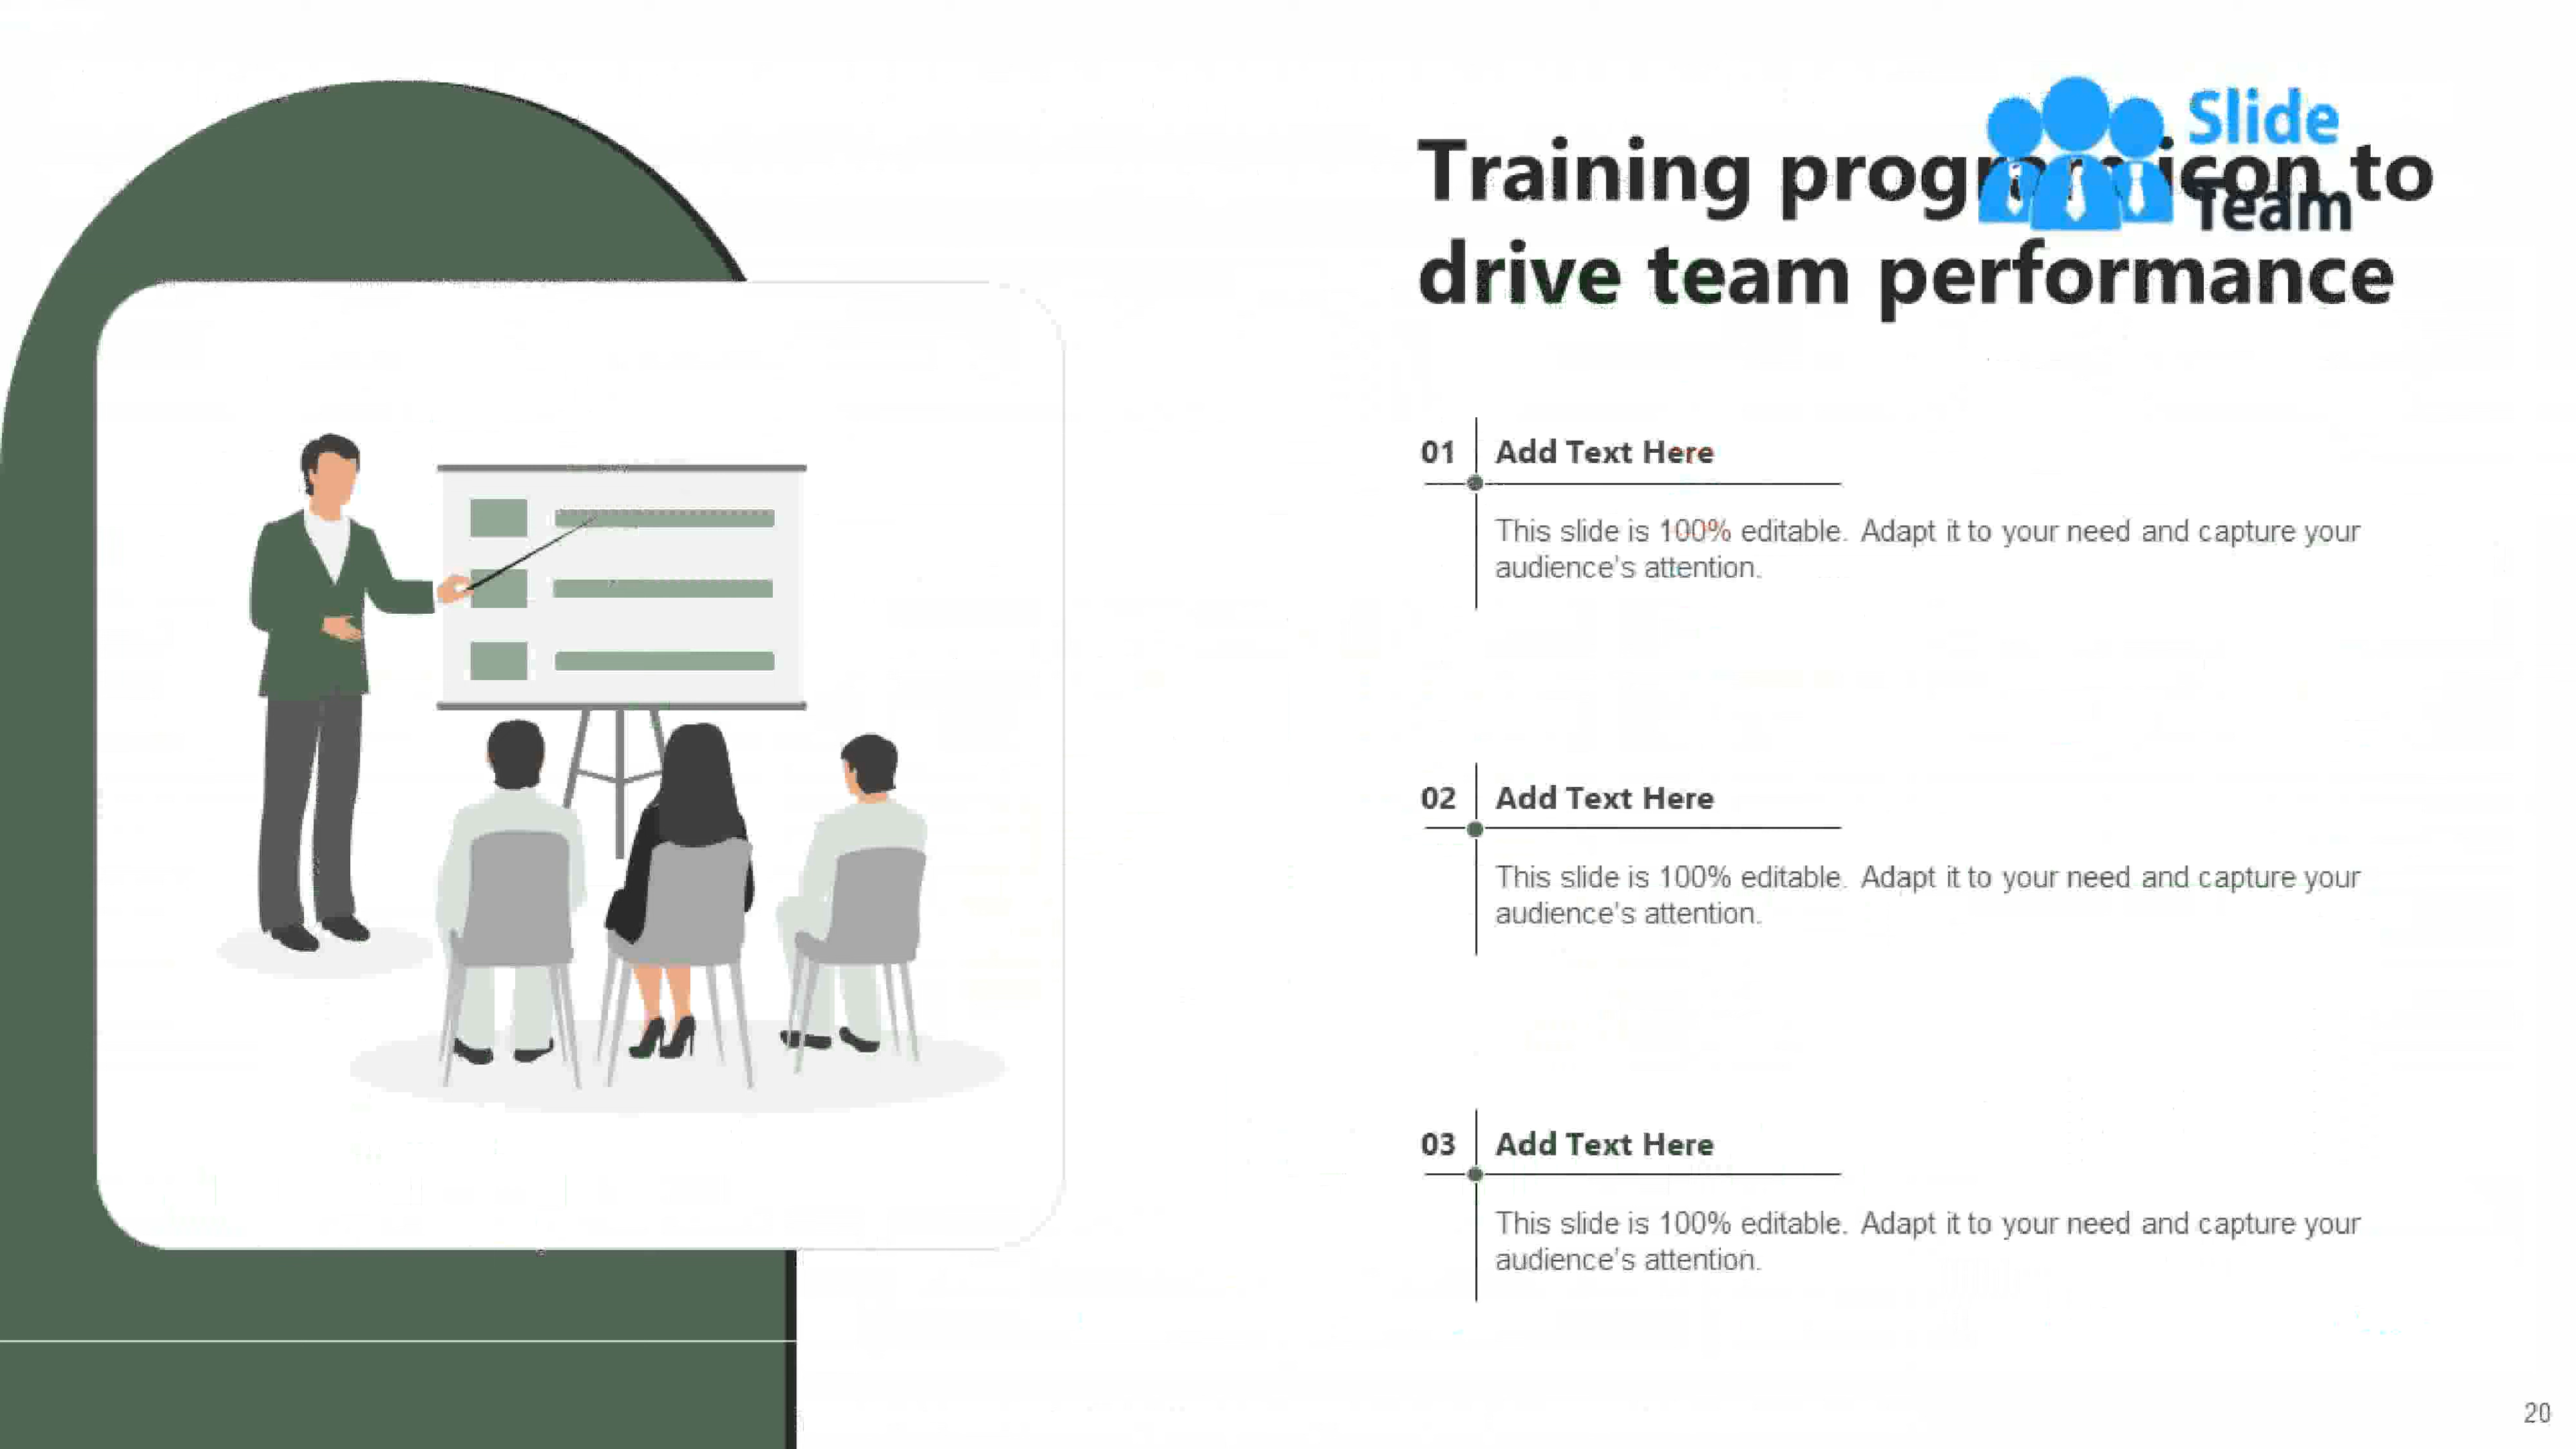 Slide
Team
Training program icon to
drive team performance
01 Add Text Here
This slide is 100% editable. Adapt it to your need and capture your
audience's attention.
02 Add Text Here
This slide is 100% editable. Adapt it to your need and capture your
audience's attention.
03 Add Text Here
This slide is 100% editable. Adapt it to your need and capture your
audience's attention.
20